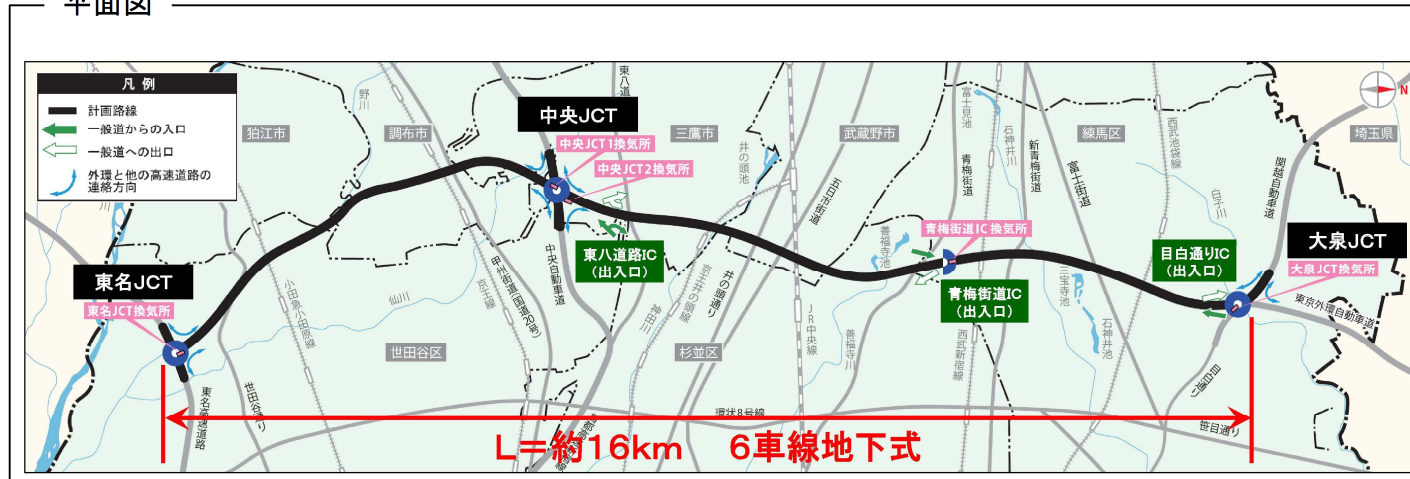 平面図
凡 例
計画路線
一般道からの入口
一般道への出口
外環と他の高速道路の
連絡方向
川
野川
狛江市
調布市
中央JCT
中央JCT1換気所
中央JCT2換気所
東八道路
三鷹市
井の頭池
武蔵野市
五日市街道
富士見池
石神井川
青梅街道
新青梅街道
練馬区
富士街道
西武池袋線
白子川
関越自動車道
埼玉県
N
東名JCT
東名JCT換気所
小田急小田原線
仙川
京王線
甲州街道(国道20号)
中央自動車道
東八道路IC
(出入口)
京王井の頭線
井の頭通り
神田川
善福寺池
青梅街道IC換気所
青梅街道IC
(出入口)
三宝寺池
石神井池
目白通りIC
(出入口)
大泉JCT
大泉JCT換気所
東京外環自動車道
世田谷区
杉並区
JR中央線
善福寺川
西武新宿線
目白通り
東名高速道路
世田谷通り
環状8号線
笹目通り
L=約16km 6車線地下式